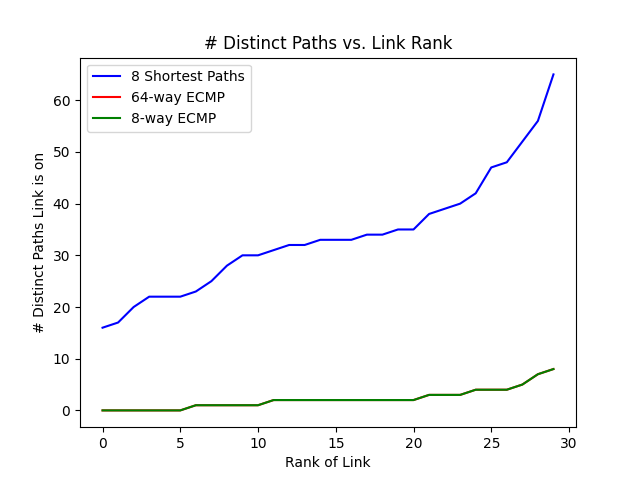 # Distinct Paths vs. Link Rank
8 Shortest Paths
64-way ECMP
8-way ECMP
# Distinct Paths Link is on
60
50
40
30
20
10
0
0 5 10 15 20 25 30
Rank of Link